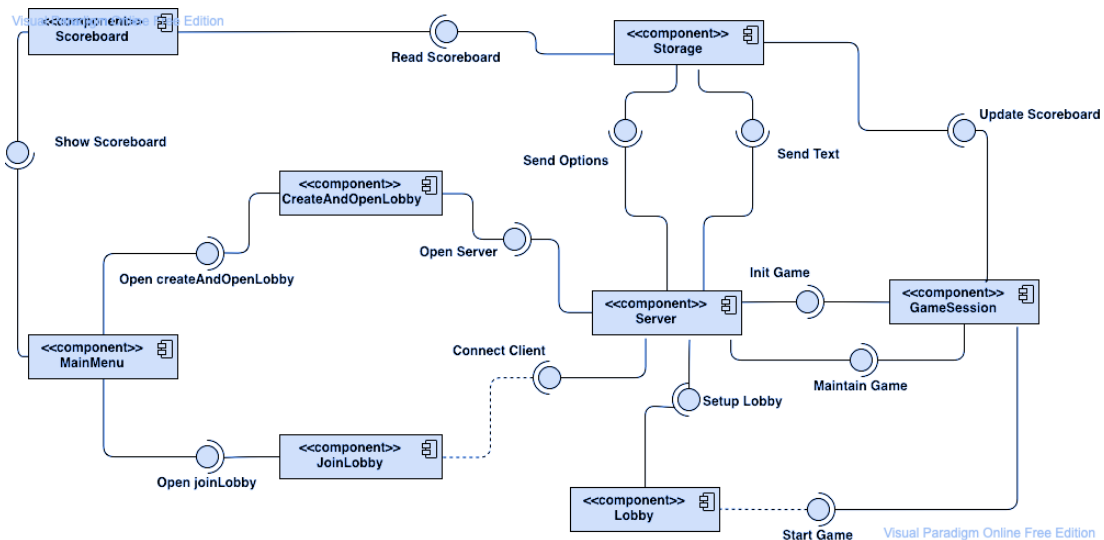 Visual Paradigm Online Free Edition
<<component>>
Scoreboard
Read Scoreboard
<<component>>
Storage
Update Scoreboard
Show Scoreboard
Send Options
Send Text
<<component>>
CreateAndOpenLobby
Open Server
Open createAndOpenLobby
Init Game
<<component>>
GameSession
<<component>>
Server
<<component>>
MainMenu
Connect Client
Maintain Game
Setup Lobby
<<component>>
JoinLobby
Open joinLobby
<<component>>
Lobby
Start Game
Visual Paradigm Online Free Edition